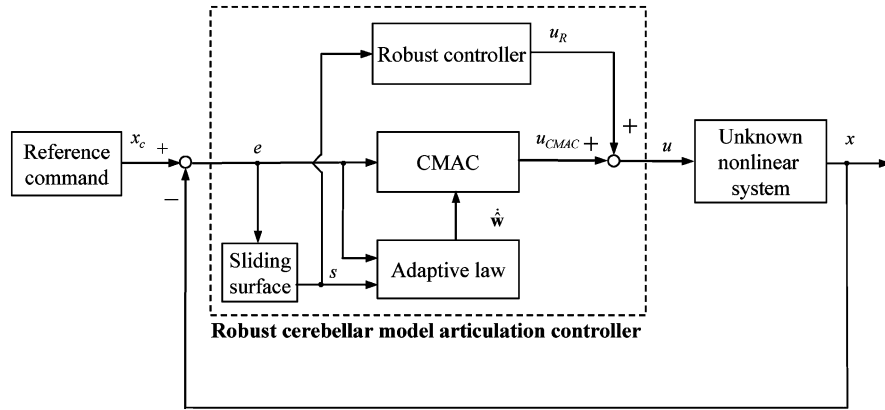 Robust controller
u_R
Reference
command
x_c
+
−
e
CMAC
u_CMAC
+
+
u
Unknown
nonlinear
system
x
ŵ̇
Sliding
surface
s
Adaptive law
Robust cerebellar model articulation controller